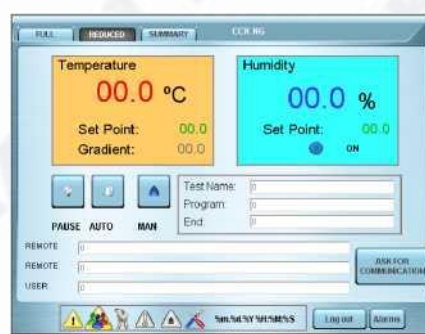 FULL REDUCED SUMMARY CCK NG
Temperature
00.0 °C
Set Point: 00.0
Gradient: 00.0
Humidity
00.0 %
Set Point: 00.0
ON
PAUSE AUTO MAN
Test Name:
Program:
End:
REMOTE
REMOTE
USER
ASK FOR
COMMUNICATION
%m.%d.%Y %H:%M:%S
Log out
Alarms